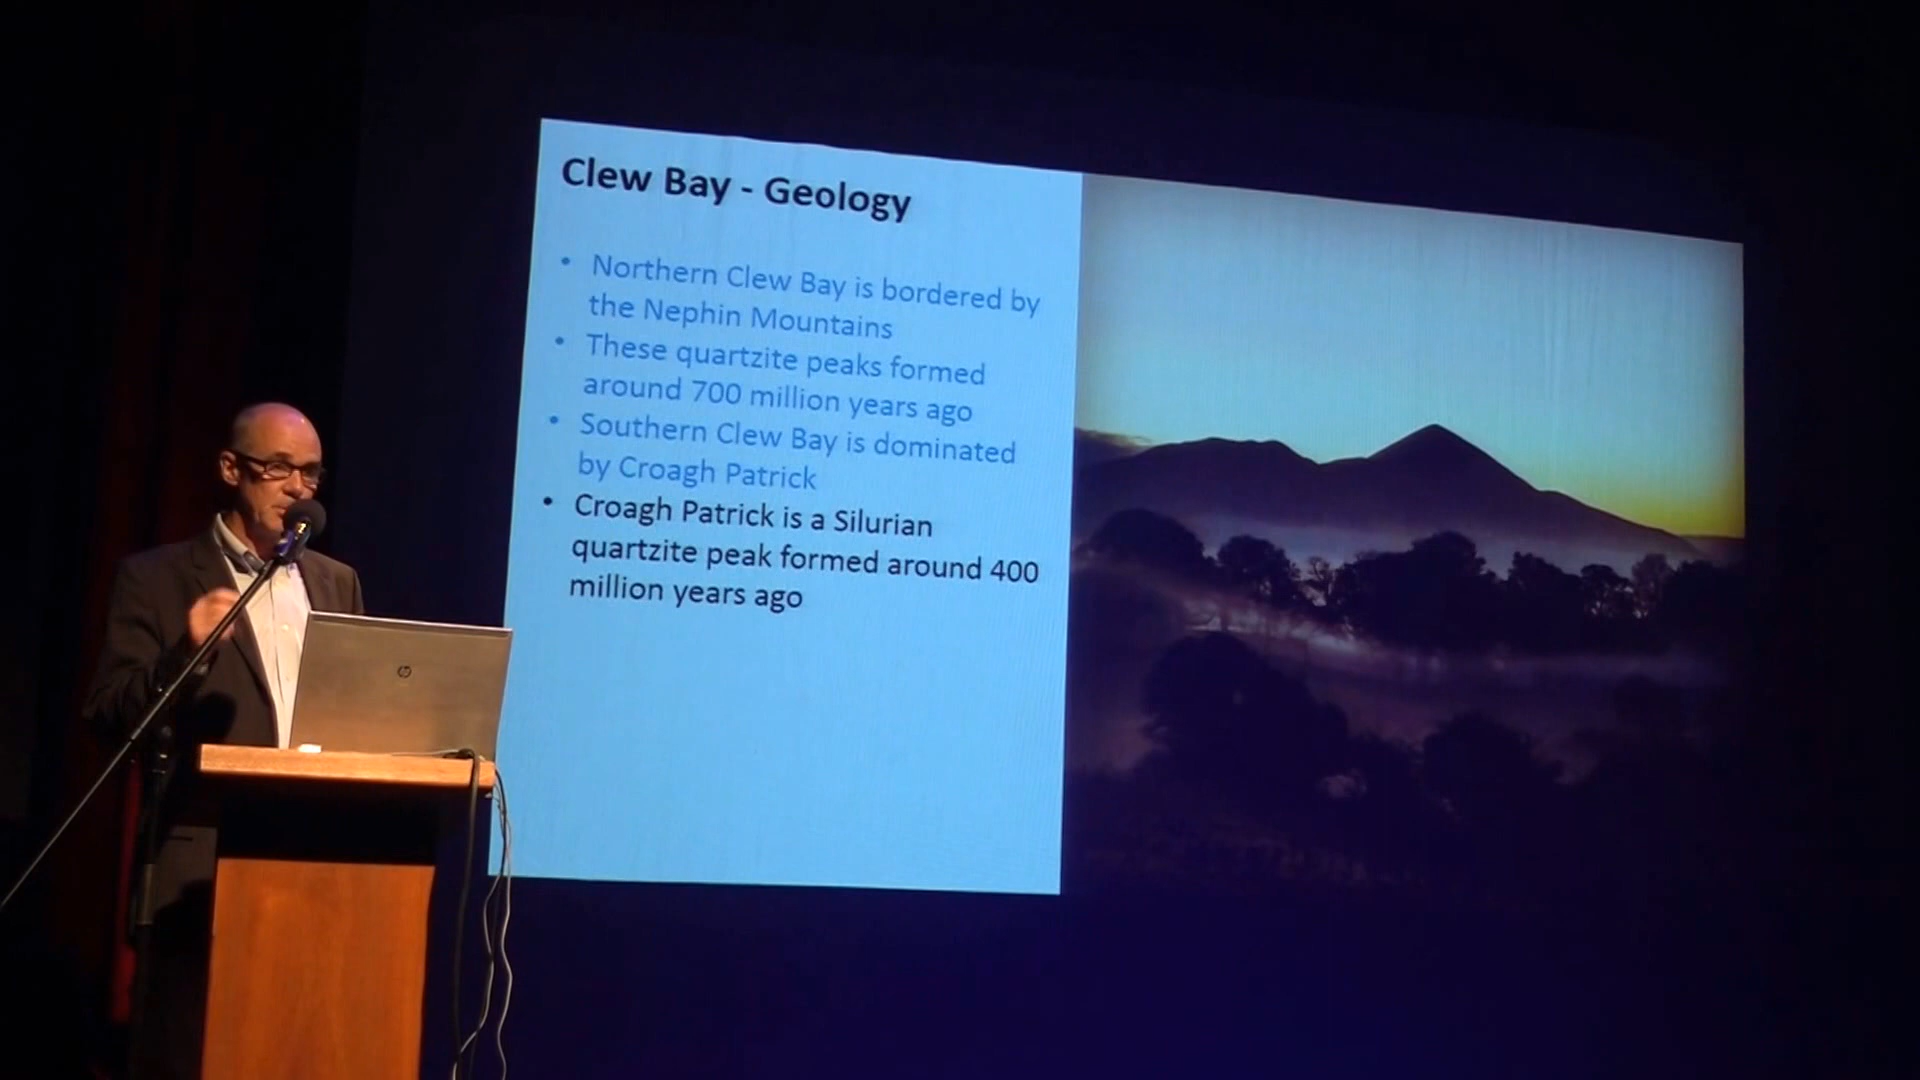 Clew Bay - Geology
• Northern Clew Bay is bordered by
the Nephin Mountains
• These quartzite peaks formed
around 700 million years ago
• Southern Clew Bay is dominated
by Croagh Patrick
• Croagh Patrick is a Silurian
quartzite peak formed around 400
million years ago
hp